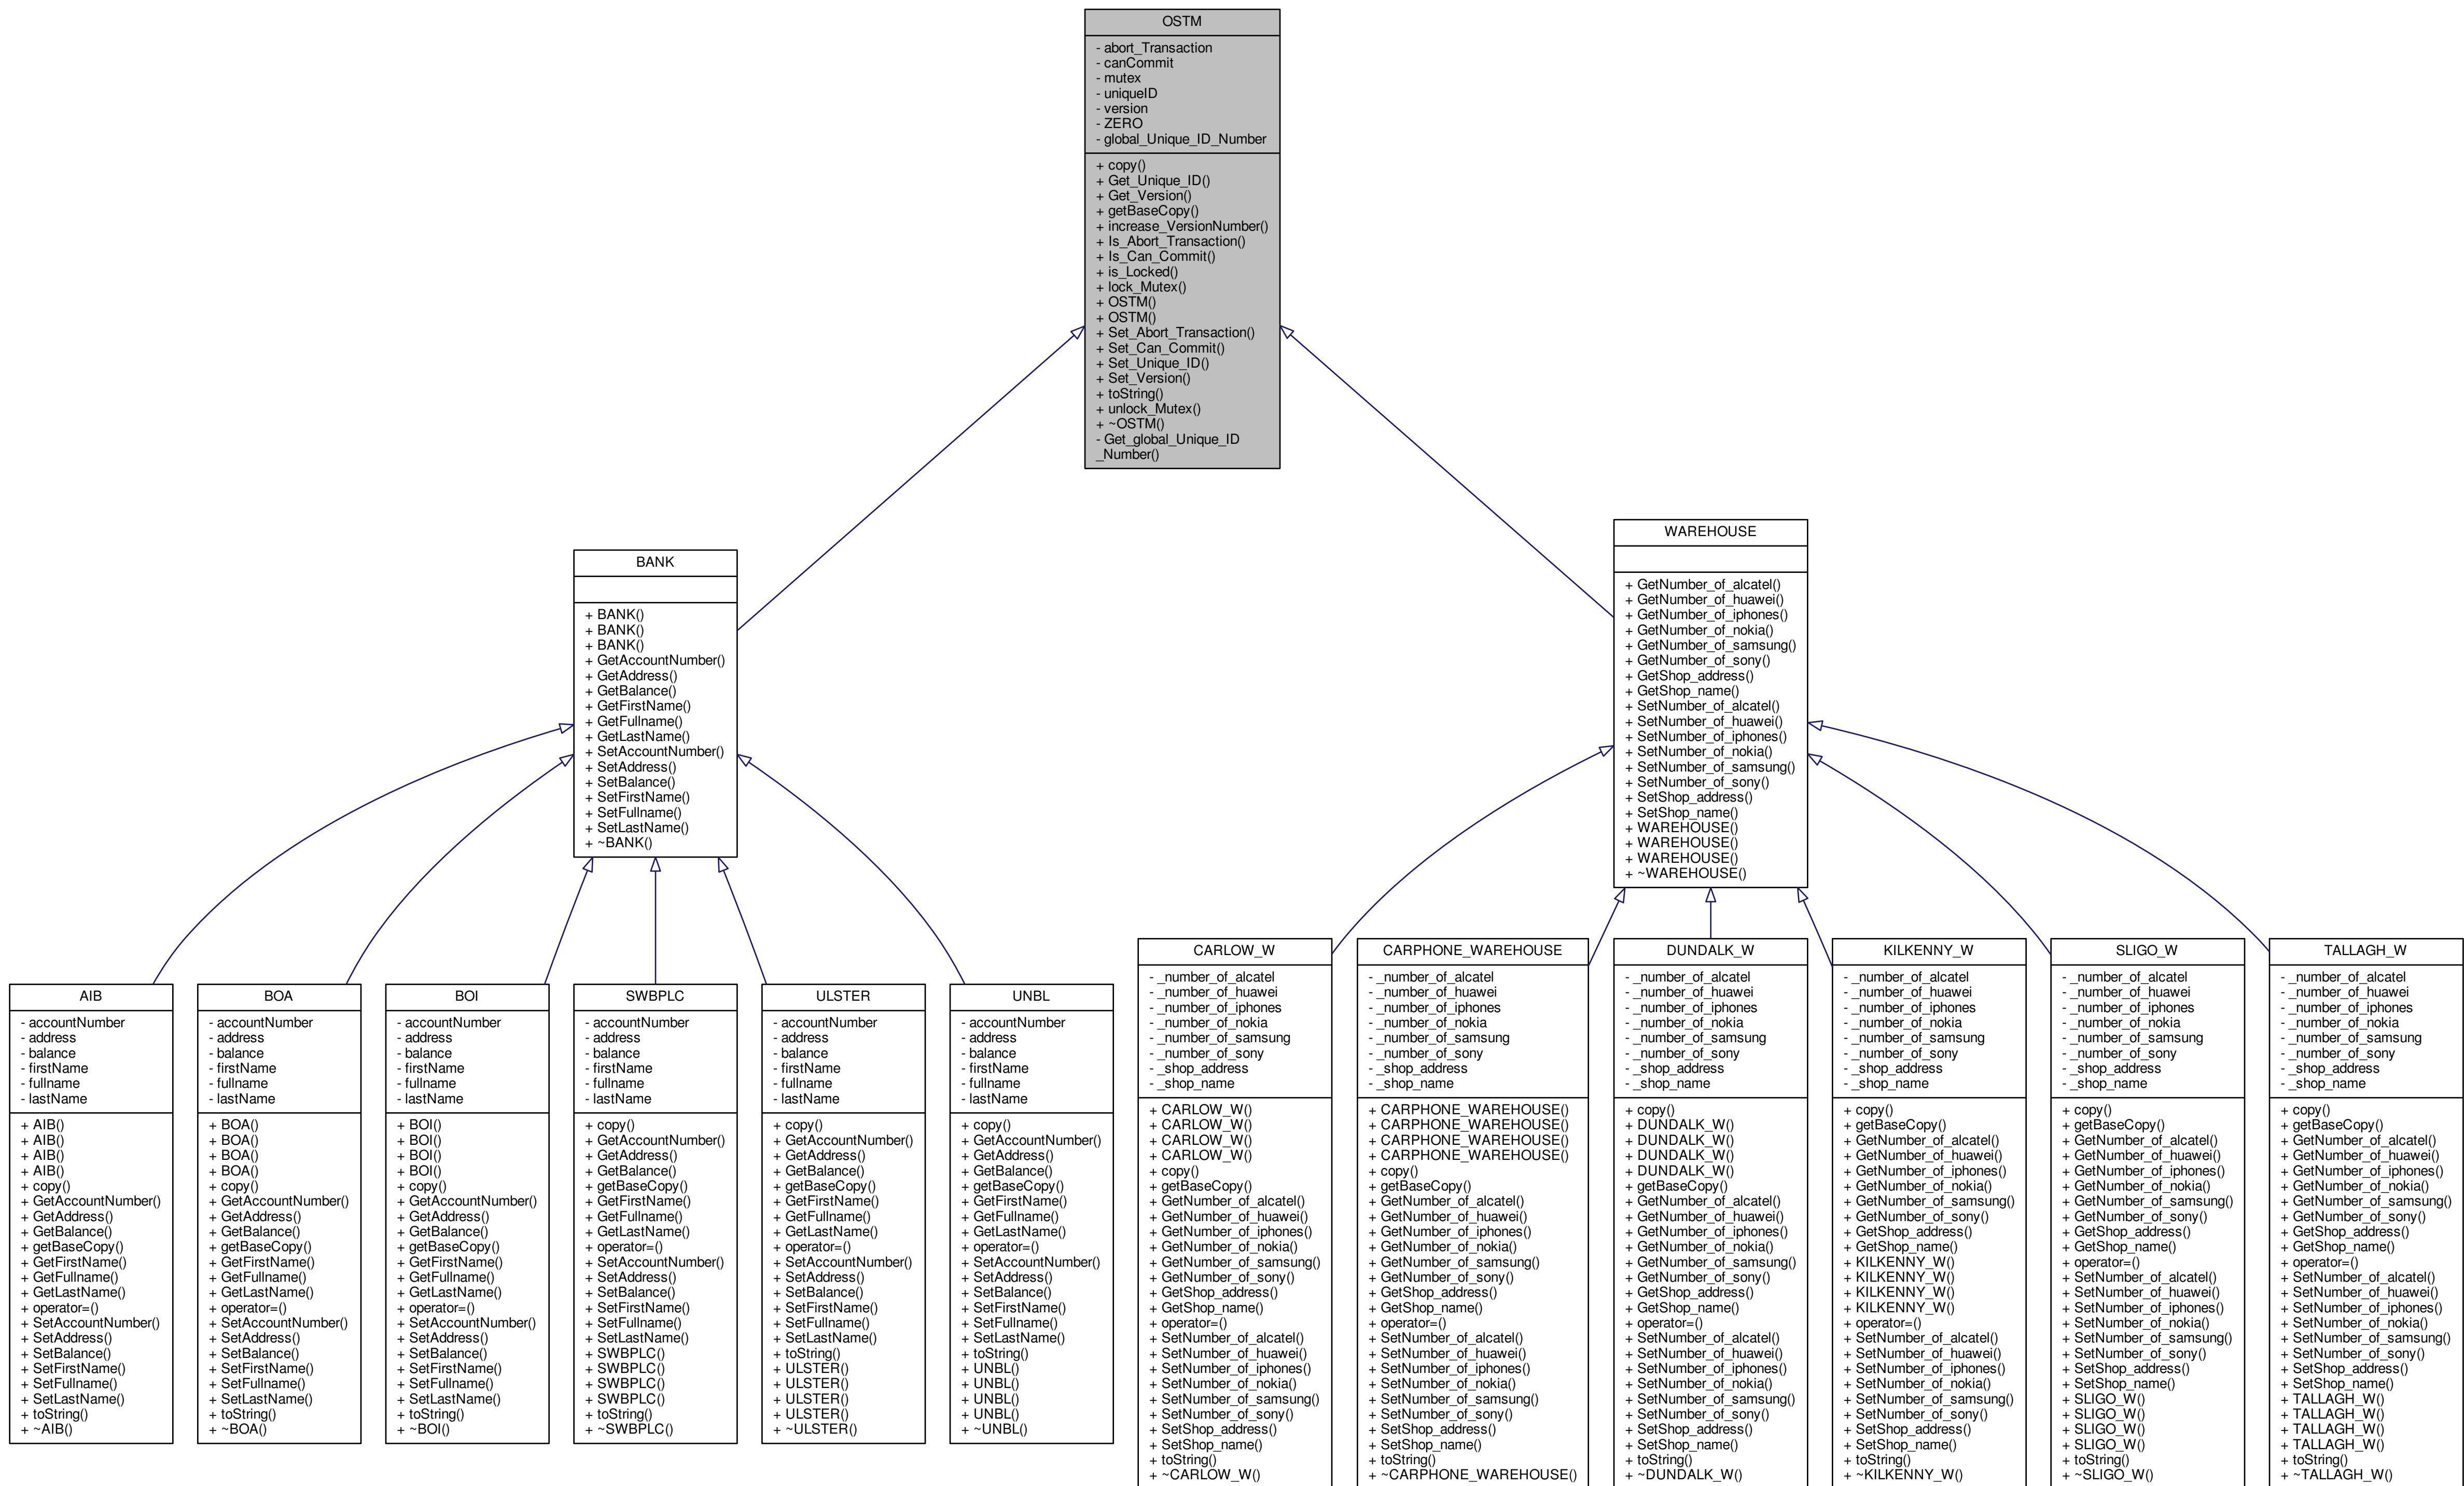 OSTM
- abort_Transaction
- canCommit
- mutex
- uniqueID
- version
- ZERO
- global_Unique_ID_Number
+ copy()
+ Get_Unique_ID()
+ Get_Version()
+ getBaseCopy()
+ increase_VersionNumber()
+ Is_Abort_Transaction()
+ Is_Can_Commit()
+ is_Locked()
+ lock_Mutex()
+ OSTM()
+ OSTM()
+ Set_Abort_Transaction()
+ Set_Can_Commit()
+ Set_Unique_ID()
+ Set_Version()
+ toString()
+ unlock_Mutex()
+ ~OSTM()
- Get_global_Unique_ID
_Number()
BANK
+ BANK()
+ BANK()
+ BANK()
+ GetAccountNumber()
+ GetAddress()
+ GetBalance()
+ GetFirstName()
+ GetFullname()
+ GetLastName()
+ SetAccountNumber()
+ SetAddress()
+ SetBalance()
+ SetFirstName()
+ SetFullname()
+ SetLastName()
+ ~BANK()
WAREHOUSE
+ GetNumber_of_alcatel()
+ GetNumber_of_huawei()
+ GetNumber_of_iphones()
+ GetNumber_of_nokia()
+ GetNumber_of_samsung()
+ GetNumber_of_sony()
+ GetShop_address()
+ GetShop_name()
+ SetNumber_of_alcatel()
+ SetNumber_of_huawei()
+ SetNumber_of_iphones()
+ SetNumber_of_nokia()
+ SetNumber_of_samsung()
+ SetNumber_of_sony()
+ SetShop_address()
+ SetShop_name()
+ WAREHOUSE()
+ WAREHOUSE()
+ WAREHOUSE()
+ ~WAREHOUSE()
AIB
- accountNumber
- address
- balance
- firstName
- fullname
- lastName
+ AIB()
+ AIB()
+ AIB()
+ AIB()
+ copy()
+ GetAccountNumber()
+ GetAddress()
+ GetBalance()
+ getBaseCopy()
+ GetFirstName()
+ GetFullname()
+ GetLastName()
+ operator=()
+ SetAccountNumber()
+ SetAddress()
+ SetBalance()
+ SetFirstName()
+ SetFullname()
+ SetLastName()
+ toString()
+ ~AIB()
BOA
- accountNumber
- address
- balance
- firstName
- fullname
- lastName
+ BOA()
+ BOA()
+ BOA()
+ BOA()
+ copy()
+ GetAccountNumber()
+ GetAddress()
+ GetBalance()
+ getBaseCopy()
+ GetFirstName()
+ GetFullname()
+ GetLastName()
+ operator=()
+ SetAccountNumber()
+ SetAddress()
+ SetBalance()
+ SetFirstName()
+ SetFullname()
+ SetLastName()
+ toString()
+ ~BOA()
BOI
- accountNumber
- address
- balance
- firstName
- fullname
- lastName
+ BOI()
+ BOI()
+ BOI()
+ BOI()
+ copy()
+ GetAccountNumber()
+ GetAddress()
+ GetBalance()
+ getBaseCopy()
+ GetFirstName()
+ GetFullname()
+ GetLastName()
+ operator=()
+ SetAccountNumber()
+ SetAddress()
+ SetBalance()
+ SetFirstName()
+ SetFullname()
+ SetLastName()
+ toString()
+ ~BOI()
SWBPLC
- accountNumber
- address
- balance
- firstName
- fullname
- lastName
+ copy()
+ GetAccountNumber()
+ GetAddress()
+ GetBalance()
+ getBaseCopy()
+ GetFirstName()
+ GetFullname()
+ GetLastName()
+ operator=()
+ SetAccountNumber()
+ SetAddress()
+ SetBalance()
+ SetFirstName()
+ SetFullname()
+ SetLastName()
+ SWBPLC()
+ SWBPLC()
+ SWBPLC()
+ SWBPLC()
+ toString()
+ ~SWBPLC()
ULSTER
- accountNumber
- address
- balance
- firstName
- fullname
- lastName
+ copy()
+ GetAccountNumber()
+ GetAddress()
+ GetBalance()
+ getBaseCopy()
+ GetFirstName()
+ GetFullname()
+ GetLastName()
+ operator=()
+ SetAccountNumber()
+ SetAddress()
+ SetBalance()
+ SetFirstName()
+ SetFullname()
+ SetLastName()
+ toString()
+ ULSTER()
+ ULSTER()
+ ULSTER()
+ ULSTER()
+ ~ULSTER()
UNBL
- accountNumber
- address
- balance
- firstName
- fullname
- lastName
+ copy()
+ GetAccountNumber()
+ GetAddress()
+ GetBalance()
+ getBaseCopy()
+ GetFirstName()
+ GetFullname()
+ GetLastName()
+ operator=()
+ SetAccountNumber()
+ SetAddress()
+ SetBalance()
+ SetFirstName()
+ SetFullname()
+ SetLastName()
+ toString()
+ UNBL()
+ UNBL()
+ UNBL()
+ UNBL()
+ ~UNBL()
CARLOW_W
- _number_of_alcatel
- _number_of_huawei
- _number_of_iphones
- _number_of_nokia
- _number_of_samsung
- _number_of_sony
- _shop_address
- _shop_name
+ CARLOW_W()
+ CARLOW_W()
+ CARLOW_W()
+ CARLOW_W()
+ copy()
+ getBaseCopy()
+ GetNumber_of_alcatel()
+ GetNumber_of_huawei()
+ GetNumber_of_iphones()
+ GetNumber_of_nokia()
+ GetNumber_of_samsung()
+ GetNumber_of_sony()
+ GetShop_address()
+ GetShop_name()
+ operator=()
+ SetNumber_of_alcatel()
+ SetNumber_of_huawei()
+ SetNumber_of_iphones()
+ SetNumber_of_nokia()
+ SetNumber_of_samsung()
+ SetNumber_of_sony()
+ SetShop_address()
+ SetShop_name()
+ toString()
+ ~CARLOW_W()
CARPHONE_WAREHOUSE
- _number_of_alcatel
- _number_of_huawei
- _number_of_iphones
- _number_of_nokia
- _number_of_samsung
- _number_of_sony
- _shop_address
- _shop_name
+ CARPHONE_WAREHOUSE()
+ CARPHONE_WAREHOUSE()
+ CARPHONE_WAREHOUSE()
+ CARPHONE_WAREHOUSE()
+ copy()
+ getBaseCopy()
+ GetNumber_of_alcatel()
+ GetNumber_of_huawei()
+ GetNumber_of_iphones()
+ GetNumber_of_nokia()
+ GetNumber_of_samsung()
+ GetNumber_of_sony()
+ GetShop_address()
+ GetShop_name()
+ operator=()
+ SetNumber_of_alcatel()
+ SetNumber_of_huawei()
+ SetNumber_of_iphones()
+ SetNumber_of_nokia()
+ SetNumber_of_samsung()
+ SetNumber_of_sony()
+ SetShop_address()
+ SetShop_name()
+ toString()
+ ~CARPHONE_WAREHOUSE()
DUNDALK_W
- _number_of_alcatel
- _number_of_huawei
- _number_of_iphones
- _number_of_nokia
- _number_of_samsung
- _number_of_sony
- _shop_address
- _shop_name
+ copy()
+ DUNDALK_W()
+ DUNDALK_W()
+ DUNDALK_W()
+ DUNDALK_W()
+ getBaseCopy()
+ GetNumber_of_alcatel()
+ GetNumber_of_huawei()
+ GetNumber_of_iphones()
+ GetNumber_of_nokia()
+ GetNumber_of_samsung()
+ GetNumber_of_sony()
+ GetShop_address()
+ GetShop_name()
+ operator=()
+ SetNumber_of_alcatel()
+ SetNumber_of_huawei()
+ SetNumber_of_iphones()
+ SetNumber_of_nokia()
+ SetNumber_of_samsung()
+ SetNumber_of_sony()
+ SetShop_address()
+ SetShop_name()
+ toString()
+ ~DUNDALK_W()
KILKENNY_W
- _number_of_alcatel
- _number_of_huawei
- _number_of_iphones
- _number_of_nokia
- _number_of_samsung
- _number_of_sony
- _shop_address
- _shop_name
+ copy()
+ getBaseCopy()
+ GetNumber_of_alcatel()
+ GetNumber_of_huawei()
+ GetNumber_of_iphones()
+ GetNumber_of_nokia()
+ GetNumber_of_samsung()
+ GetNumber_of_sony()
+ GetShop_address()
+ GetShop_name()
+ KILKENNY_W()
+ KILKENNY_W()
+ KILKENNY_W()
+ KILKENNY_W()
+ operator=()
+ SetNumber_of_alcatel()
+ SetNumber_of_huawei()
+ SetNumber_of_iphones()
+ SetNumber_of_nokia()
+ SetNumber_of_samsung()
+ SetNumber_of_sony()
+ SetShop_address()
+ SetShop_name()
+ toString()
+ ~KILKENNY_W()
SLIGO_W
- _number_of_alcatel
- _number_of_huawei
- _number_of_iphones
- _number_of_nokia
- _number_of_samsung
- _number_of_sony
- _shop_address
- _shop_name
+ copy()
+ getBaseCopy()
+ GetNumber_of_alcatel()
+ GetNumber_of_huawei()
+ GetNumber_of_iphones()
+ GetNumber_of_nokia()
+ GetNumber_of_samsung()
+ GetNumber_of_sony()
+ GetShop_address()
+ GetShop_name()
+ operator=()
+ SetNumber_of_alcatel()
+ SetNumber_of_huawei()
+ SetNumber_of_iphones()
+ SetNumber_of_nokia()
+ SetNumber_of_samsung()
+ SetNumber_of_sony()
+ SetShop_address()
+ SetShop_name()
+ SLIGO_W()
+ SLIGO_W()
+ SLIGO_W()
+ SLIGO_W()
+ toString()
+ ~SLIGO_W()
TALLAGH_W
- _number_of_alcatel
- _number_of_huawei
- _number_of_iphones
- _number_of_nokia
- _number_of_samsung
- _number_of_sony
- _shop_address
- _shop_name
+ copy()
+ getBaseCopy()
+ GetNumber_of_alcatel()
+ GetNumber_of_huawei()
+ GetNumber_of_iphones()
+ GetNumber_of_nokia()
+ GetNumber_of_samsung()
+ GetNumber_of_sony()
+ GetShop_address()
+ GetShop_name()
+ operator=()
+ SetNumber_of_alcatel()
+ SetNumber_of_huawei()
+ SetNumber_of_iphones()
+ SetNumber_of_nokia()
+ SetNumber_of_samsung()
+ SetNumber_of_sony()
+ SetShop_address()
+ SetShop_name()
+ TALLAGH_W()
+ TALLAGH_W()
+ TALLAGH_W()
+ TALLAGH_W()
+ toString()
+ ~TALLAGH_W()